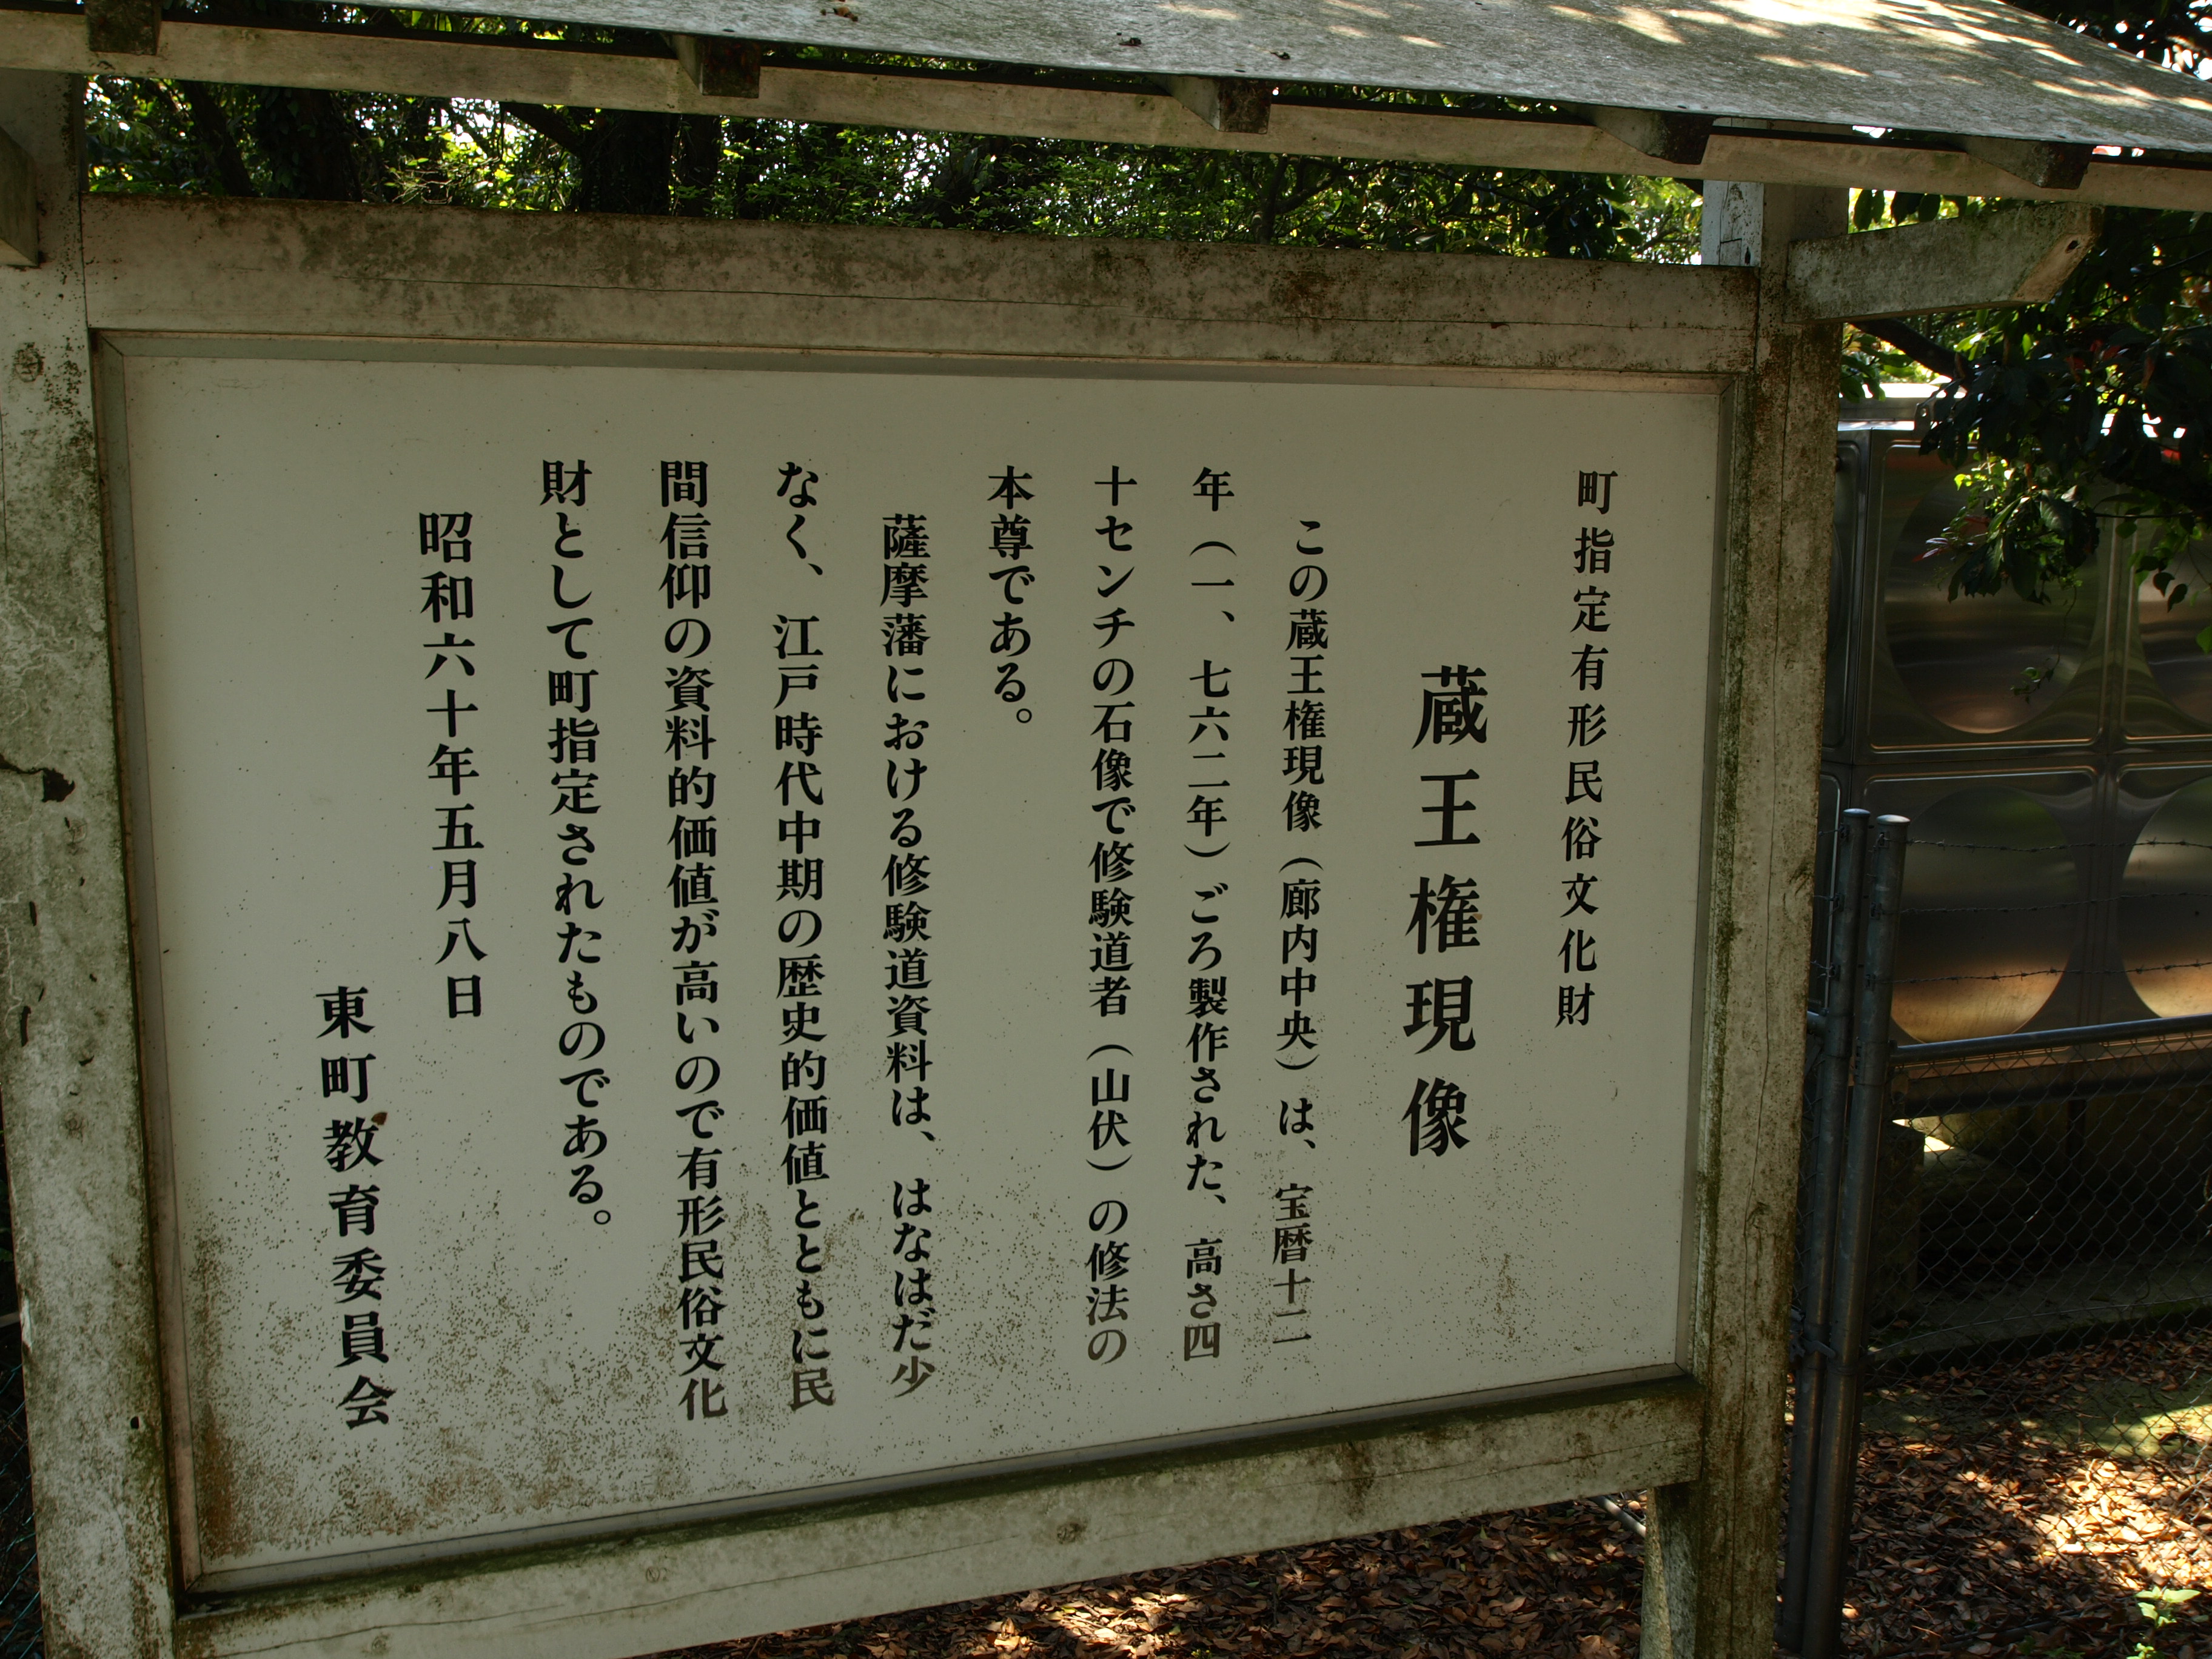 町指定有形民俗文化財
蔵王権現像
この蔵王権現像（廊内中央）は、宝暦十二
年（一、七六二年）ごろ製作された、高さ四
十センチの石像で修験道者（山伏）の修法の
本尊である。
薩摩藩における修験道資料は、はなはだ少
なく、江戸時代中期の歴史的価値とともに民
間信仰の資料的価値が高いので有形民俗文化
財として町指定されたものである。
昭和六十年五月八日
東町教育委員会